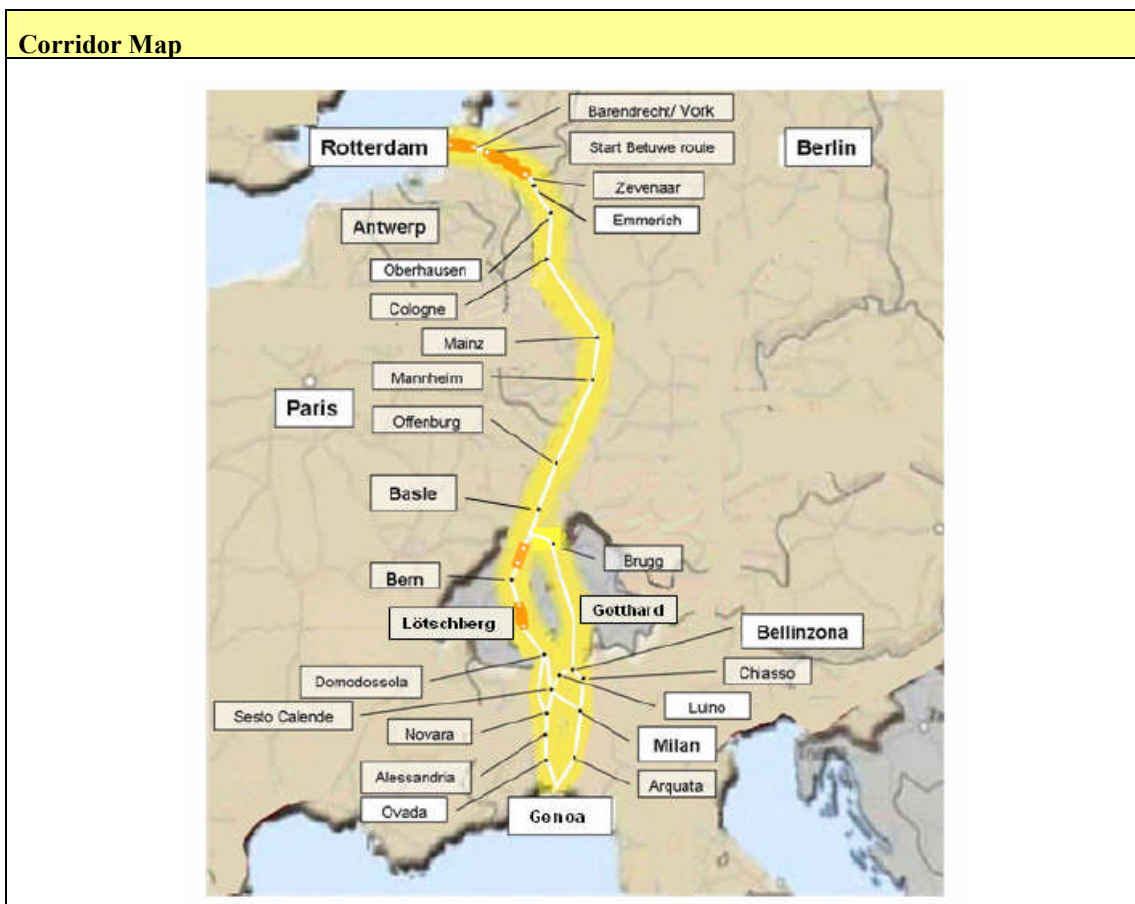 Corridor Map
Barendrecht/ Vork
Rotterdam
Start Betuwe route
Berlin
Zevenaar
Emmerich
Antwerp
Oberhausen
Cologne
Mainz
Mannheim
Paris
Offenburg
Basle
Brugg
Bern
Gotthard
Lötschberg
Bellinzona
Domodossola
Chiasso
Sesto Calende
Luino
Novara
Milan
Alessandria
Arquata
Ovada
Genoa